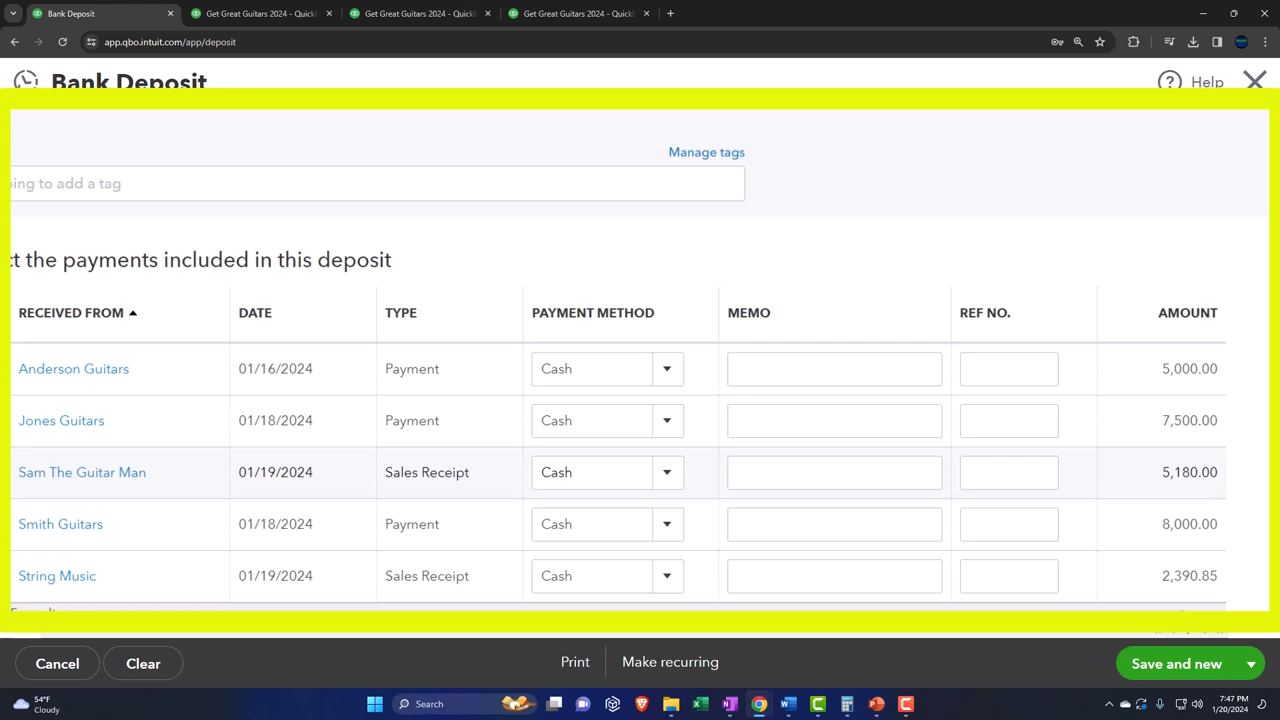 Bank Deposit
Get Great Guitars 2024 - Quick
Get Great Guitars 2024 - Quick
Get Great Guitars 2024 - Quick
app.qbo.intuit.com/app/deposit
Bank Deposit
Help
Manage tags
ing to add a tag
ct the payments included in this deposit
RECEIVED FROM DATE TYPE PAYMENT METHOD MEMO REF NO. AMOUNT
Anderson Guitars 01/16/2024 Payment Cash 5,000.00
Jones Guitars 01/18/2024 Payment Cash 7,500.00
Sam The Guitar Man 01/19/2024 Sales Receipt Cash 5,180.00
Smith Guitars 01/18/2024 Payment Cash 8,000.00
String Music 01/19/2024 Sales Receipt Cash 2,390.85
Cancel Clear Print Make recurring Save and new
54°F
Cloudy
Search
7:47 PM
1/20/2024